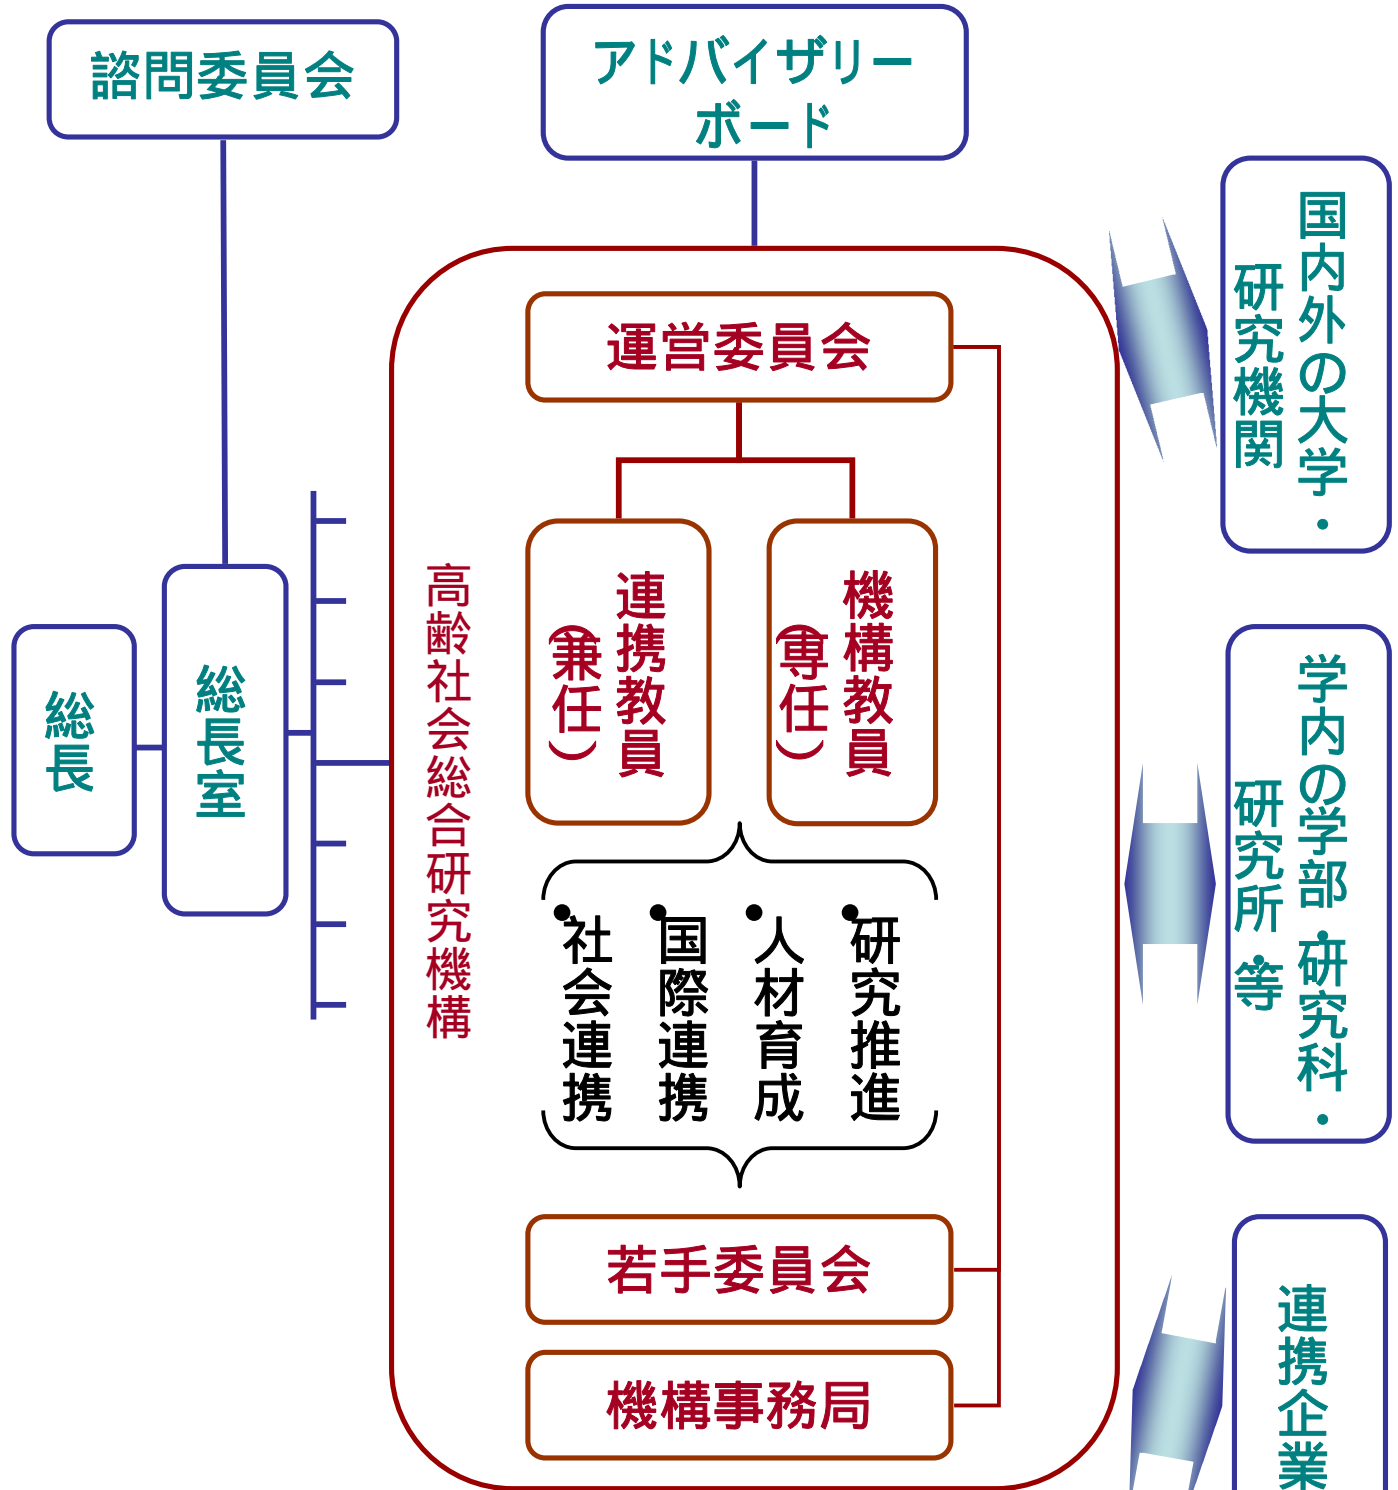 諮問委員会
アドバイザリー
ボード
総長
総長室
高齢社会総合研究機構
運営委員会
連携教員
（兼任）
機構教員
（専任）
•研究推進
•人材育成
•国際連携
•社会連携
若手委員会
機構事務局
国内外の大学・
研究機関
学内の学部・研究科・
研究所・等
連携企業